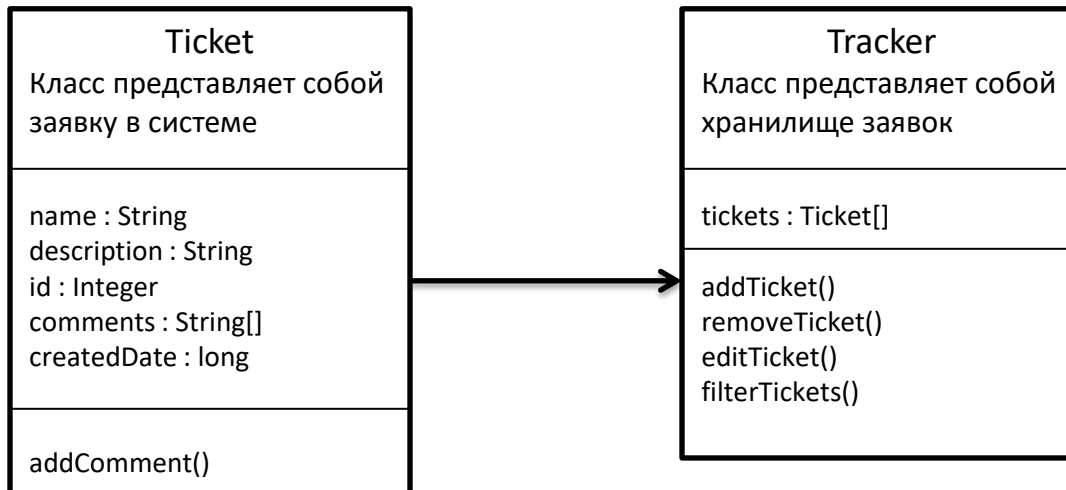 Ticket
Класс представляет собой
заявку в системе
name : String
description : String
id : Integer
comments : String[]
createdDate : long
addComment()
Tracker
Класс представляет собой
хранилище заявок
tickets : Ticket[]
addTicket()
removeTicket()
editTicket()
filterTickets()